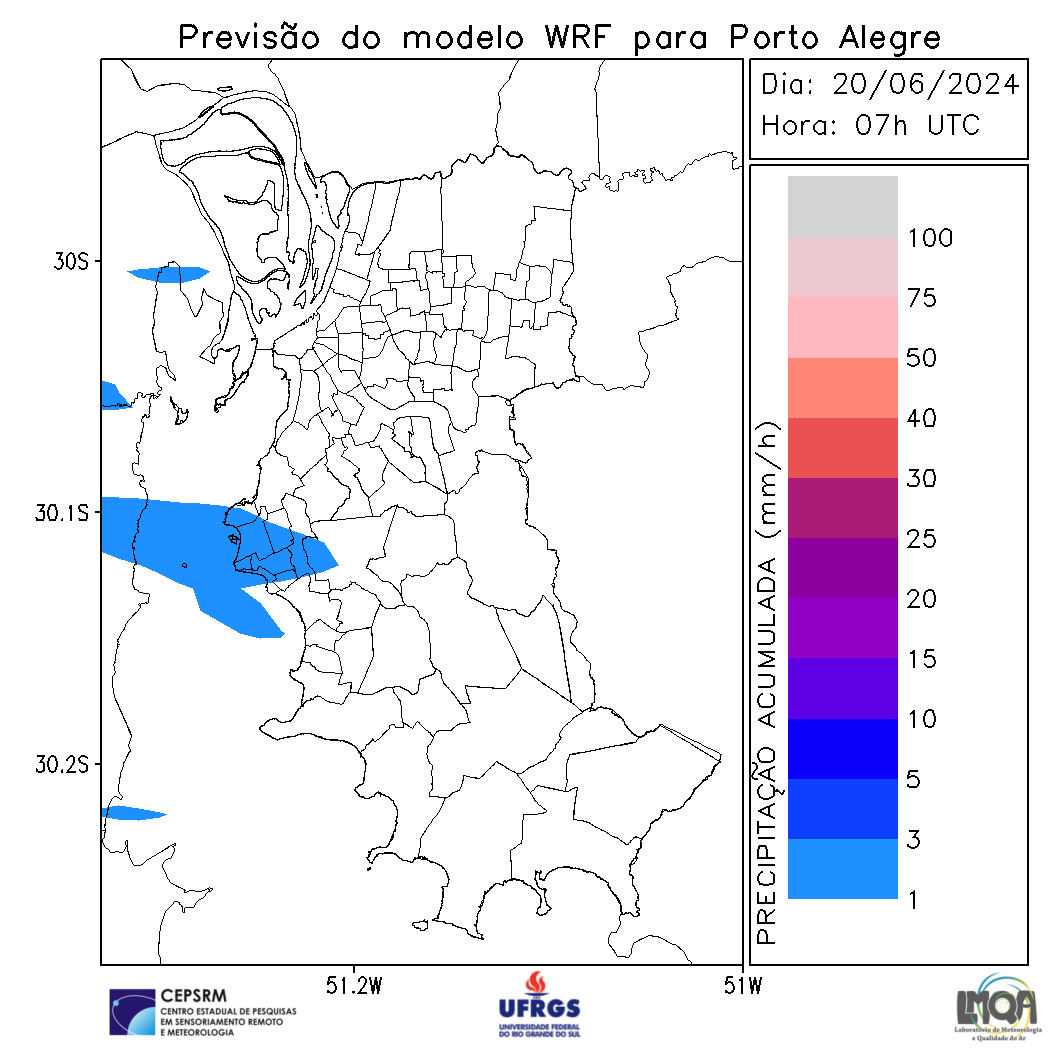 Previsão do modelo WRF para Porto Alegre
Dia: 20/06/2024
Hora: 07h UTC
30S
30.1S
30.2S
51.2W
51W
PRECIPITAÇÃO ACUMULADA (mm/h)
100
75
50
40
30
25
20
15
10
5
3
1
CEPSRM
CENTRO ESTADUAL DE PESQUISAS
EM SENSORIAMENTO REMOTO
E METEOROLOGIA
UFRGS
UNIVERSIDADE FEDERAL
DO RIO GRANDE DO SUL
LMQA
Laboratório de Meteorologia
e Qualidade do Ar